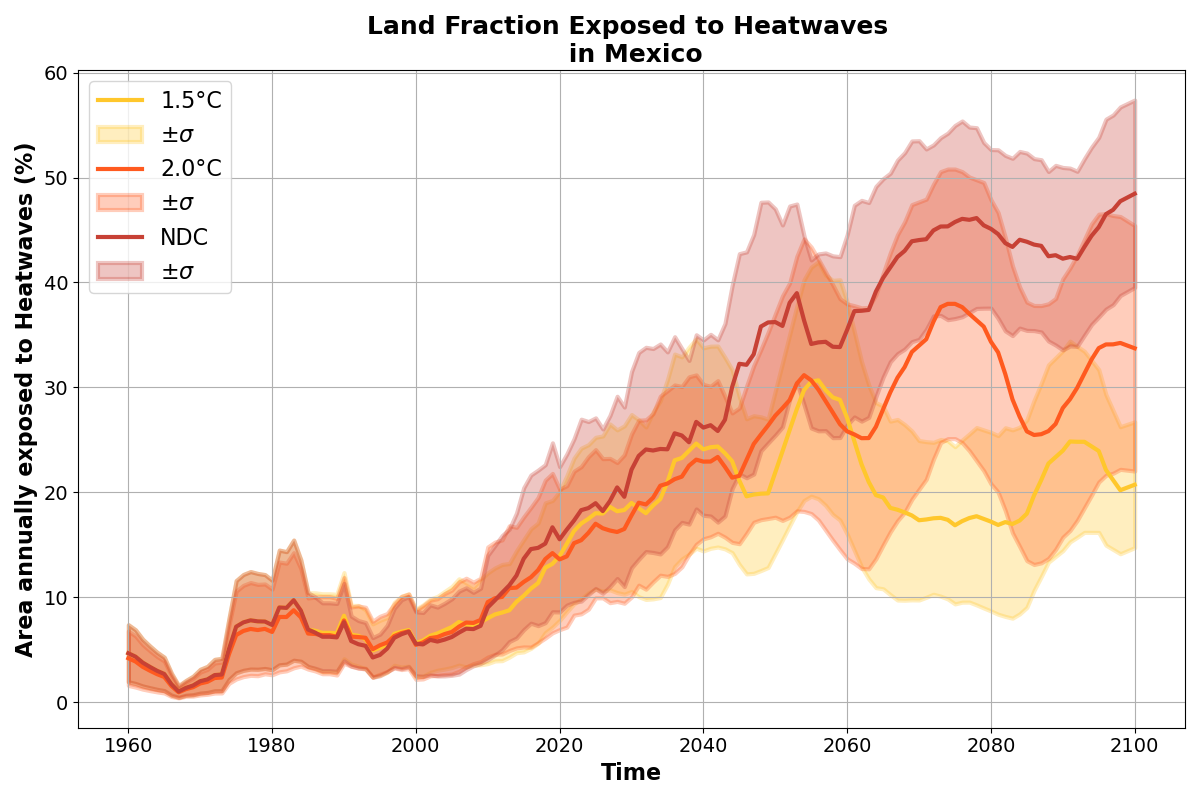 Land Fraction Exposed to Heatwaves
in Mexico
Area annually exposed to Heatwaves (%)
60
50
40
30
20
10
0
1.5°C
±σ
2.0°C
±σ
NDC
±σ
1960
1980
2000
2020
2040
2060
2080
2100
Time